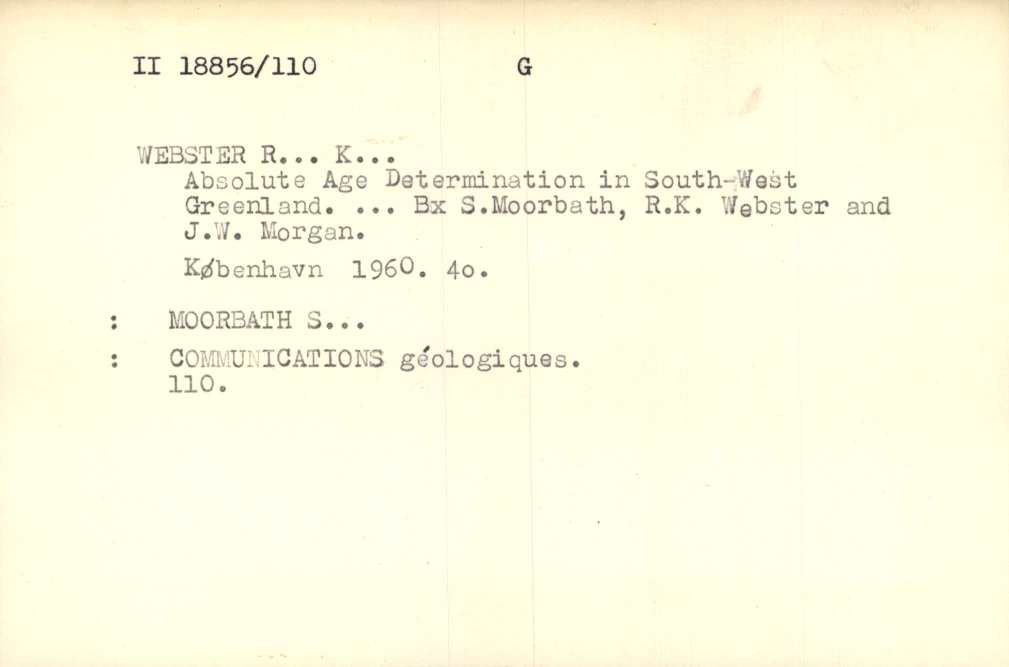 II 18856/110 G
WEBSTER R... K...
Absolute Age Determination in South-West
Greenland. ... Bx S.Moorbath, R.K. Webster and
J.W. Morgan.
København 1960. 4o.
: MOORBATH S...
: COMMUNICATIONS géologiques.
110.